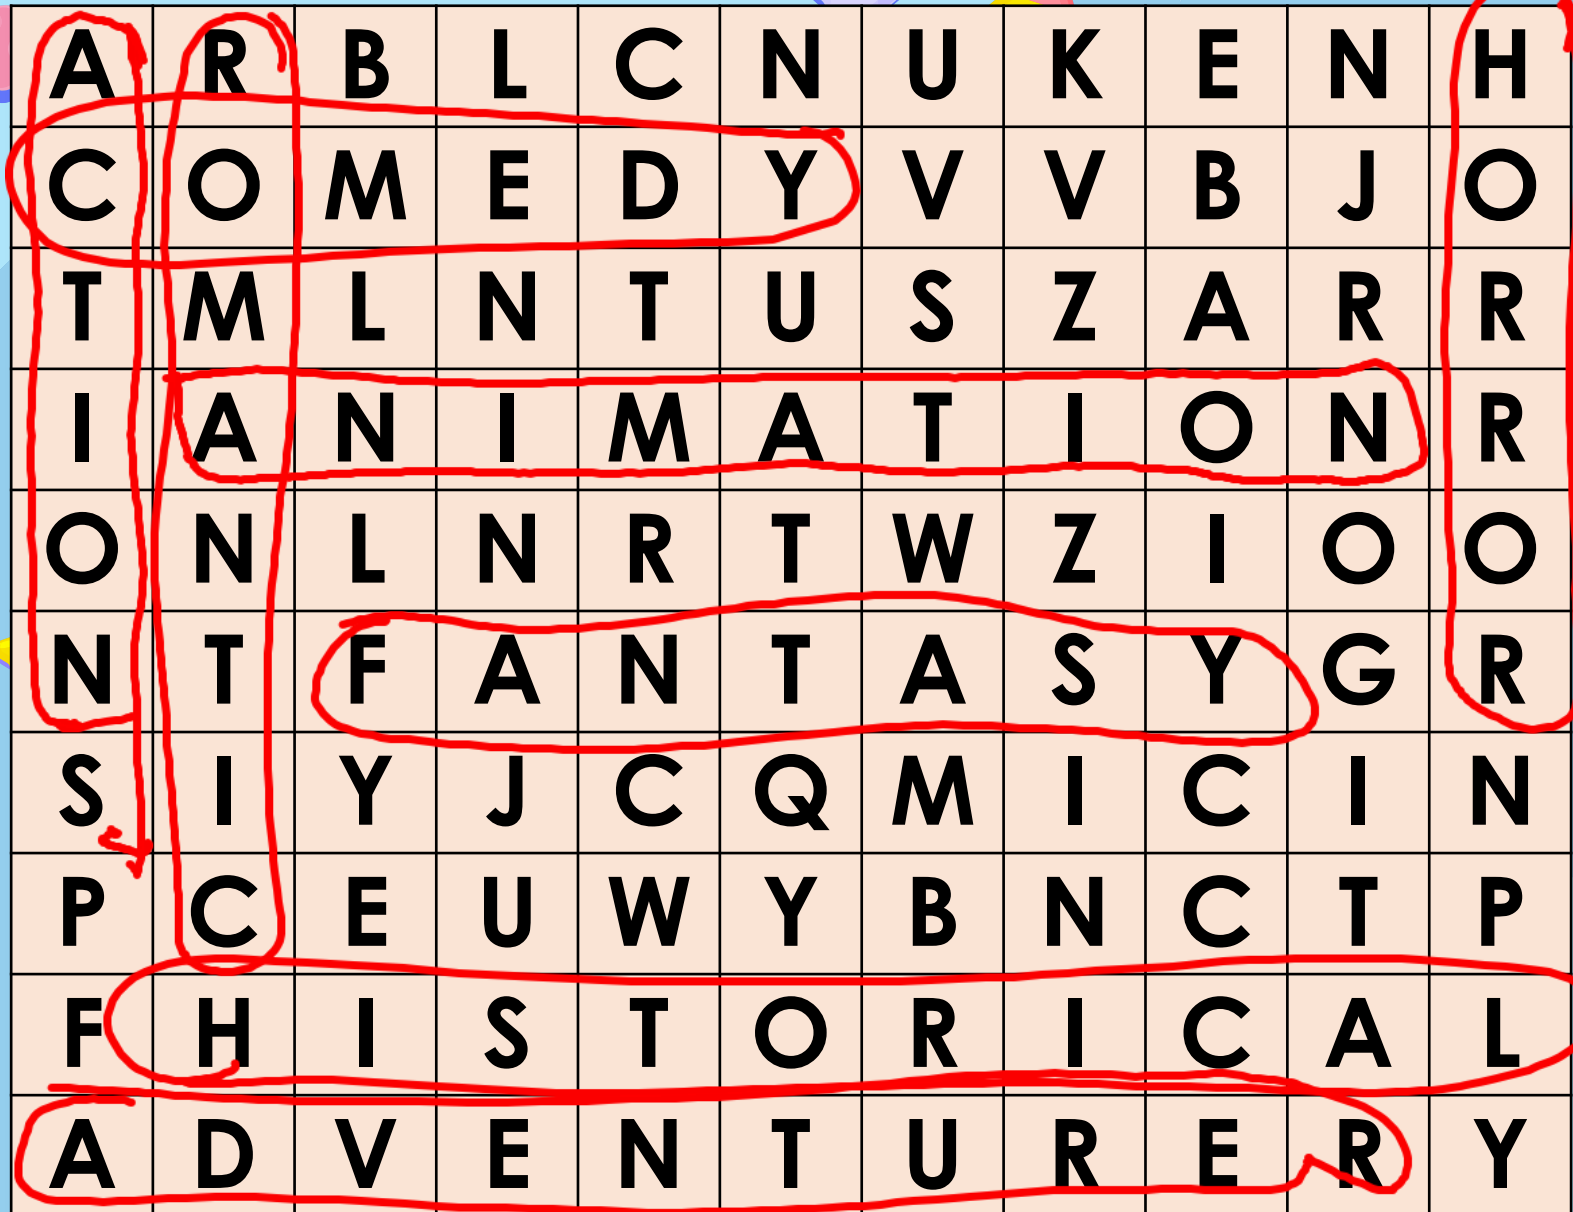 A R B L C N U K E N H
C O M E D Y V V B J O
T M L N T U S Z A R R
I A N I M A T I O N R
O N L N R T W Z I O O
N T F A N T A S Y G R
S I Y J C Q M I C I N
P C E U W Y B N C T P
F H I S T O R I C A L
A D V E N T U R E R Y